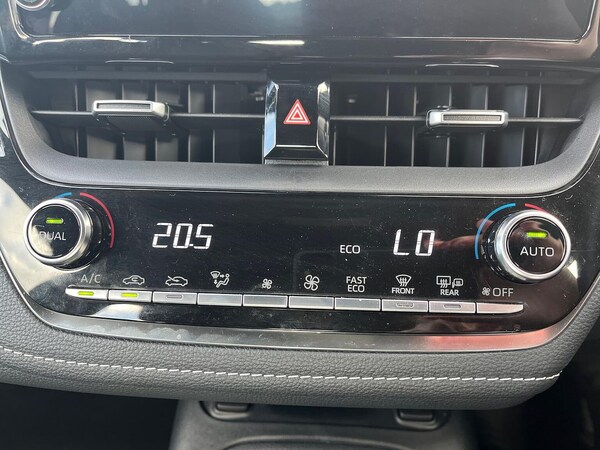 20.5 ECO LO
DUAL AUTO
A/C FAST ECO FRONT REAR OFF